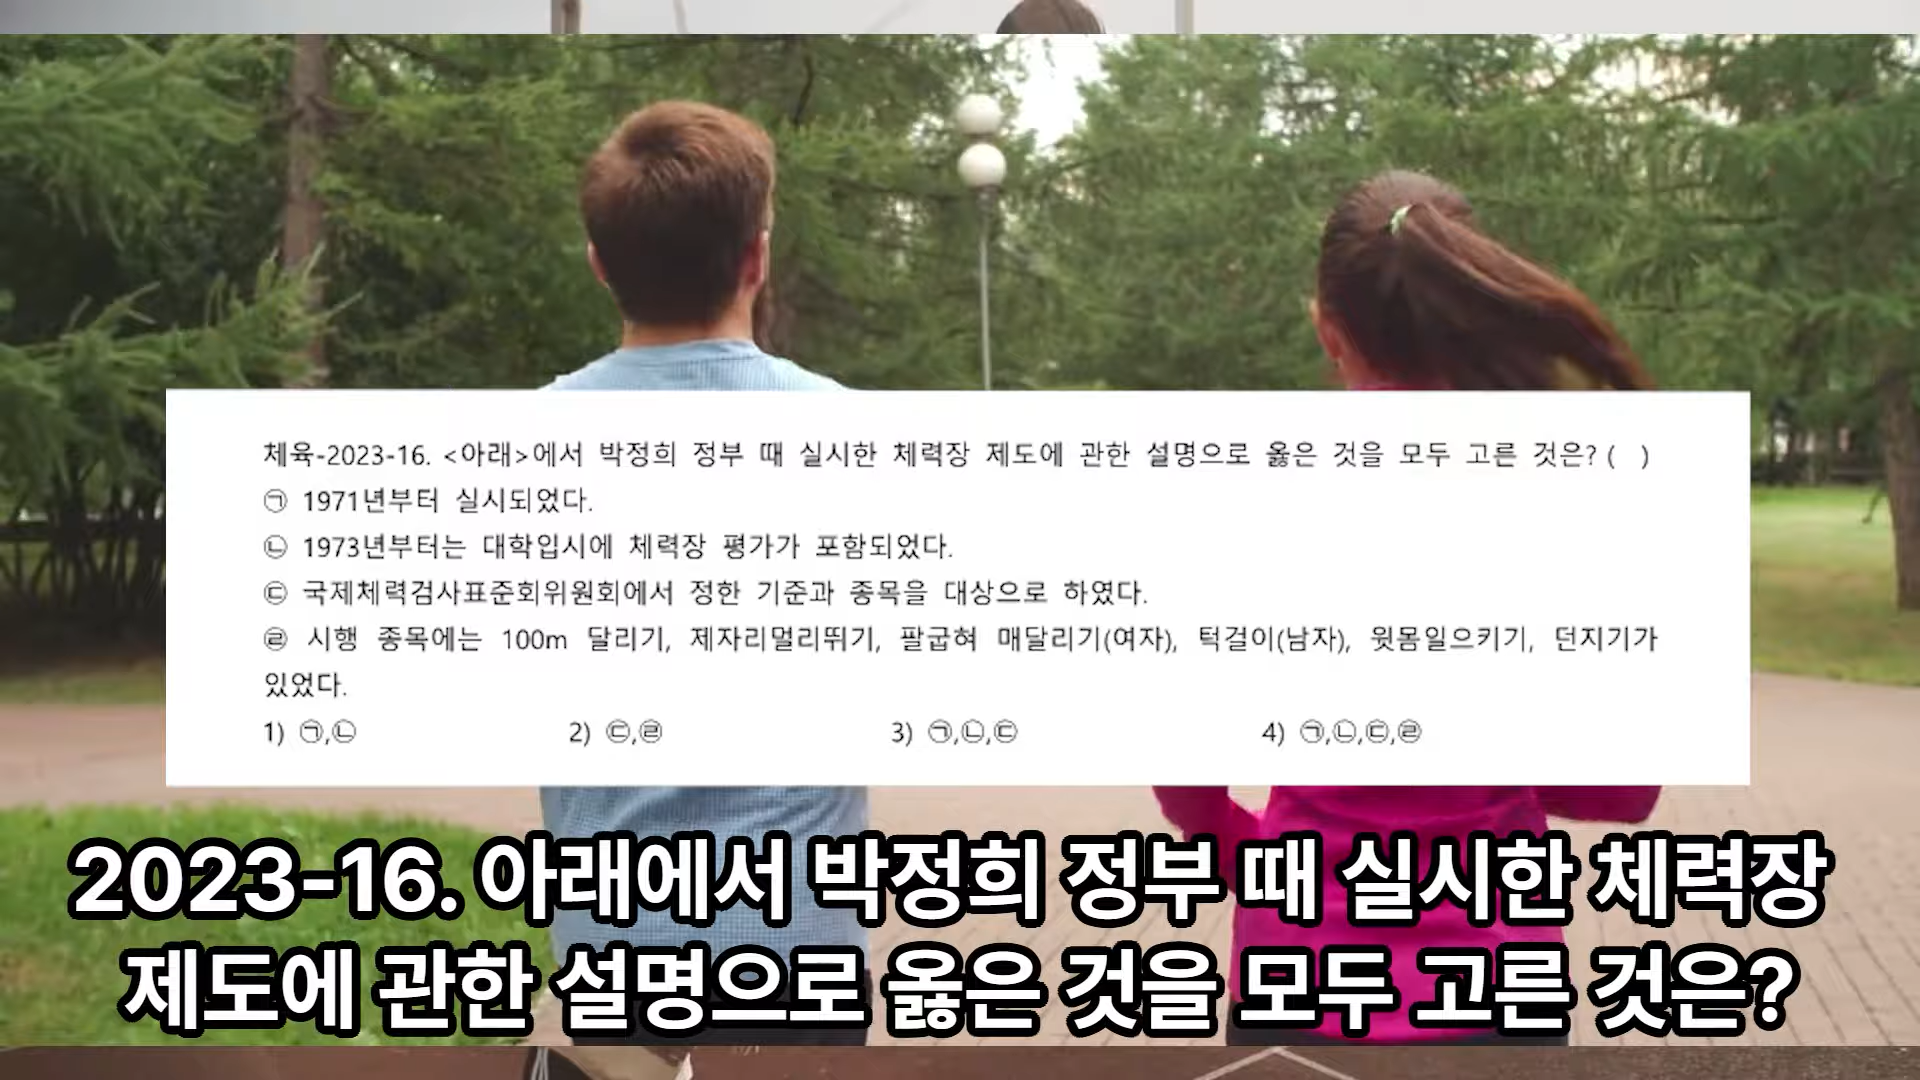 체육-2023-16. <아래>에서 박정희 정부 때 실시한 체력장 제도에 관한 설명으로 옳은 것을 모두 고른 것은? (  )
㉠ 1971년부터 실시되었다.
㉡ 1973년부터는 대학입시에 체력장 평가가 포함되었다.
㉢ 국제체력검사표준회위원회에서 정한 기준과 종목을 대상으로 하였다.
㉣ 시행 종목에는 100m 달리기, 제자리멀리뛰기, 팔굽혀 매달리기(여자), 턱걸이(남자), 윗몸일으키기, 던지기가
있었다.
1) ㉠,㉡ 2) ㉢,㉣ 3) ㉠,㉡,㉢ 4) ㉠,㉡,㉢,㉣
2023-16. 아래에서 박정희 정부 때 실시한 체력장
제도에 관한 설명으로 옳은 것을 모두 고른 것은?